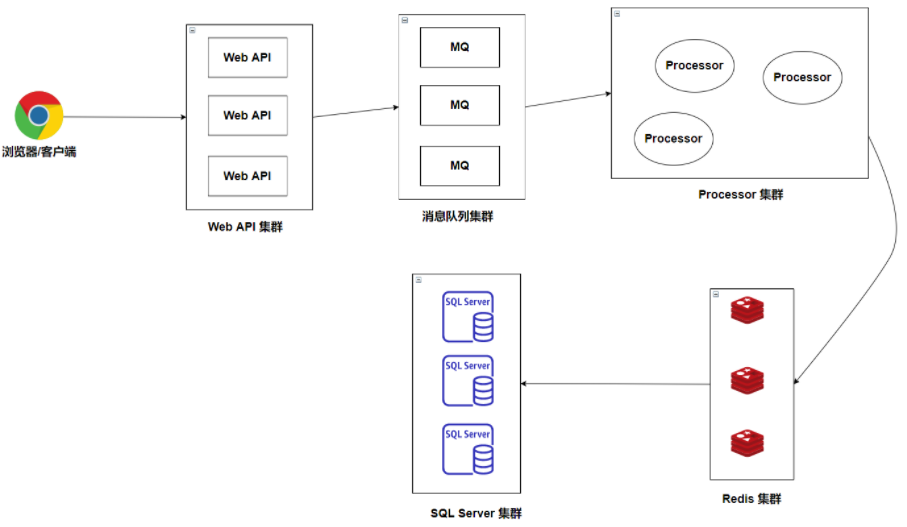 浏览器/客户端
Web API
Web API
Web API
Web API 集群
MQ
MQ
MQ
消息队列集群
Processor
Processor
Processor
Processor 集群
SQL Server
SQL Server
SQL Server
SQL Server 集群
Redis 集群